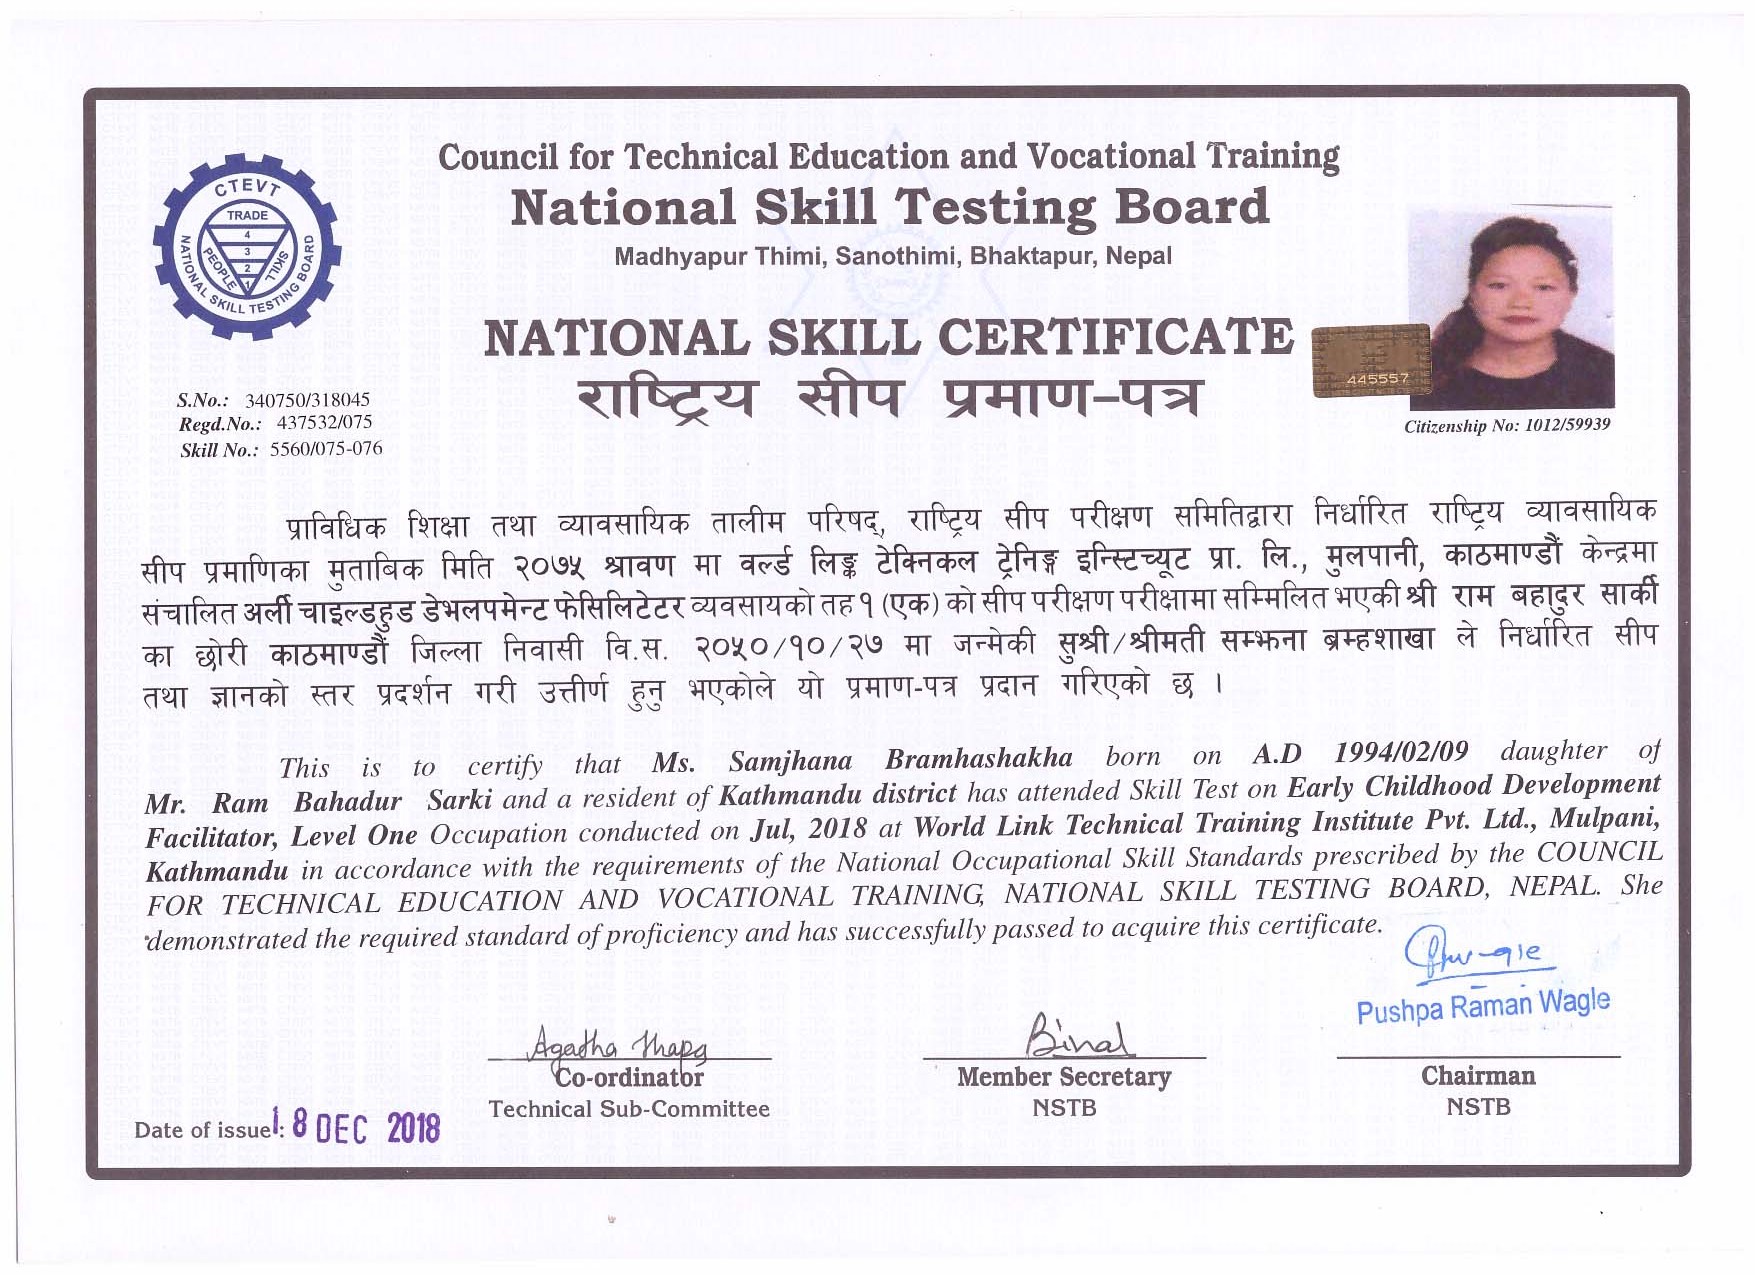 Council for Technical Education and Vocational Training
National Skill Testing Board
Madhyapur Thimi, Sanothimi, Bhaktapur, Nepal
CTEVT
NATIONAL SKILL TESTING BOARD
TRADE
PEOPLE
SKILL
4
3
2
1
NATIONAL SKILL CERTIFICATE
राष्ट्रिय सीप प्रमाण-पत्र
445557
S.No.: 340750/318045
Regd.No.: 437532/075
Skill No.: 5560/075-076
Citizenship No: 1012/59939
प्राविधिक शिक्षा तथा व्यावसायिक तालीम परिषद्, राष्ट्रिय सीप परीक्षण समितिद्वारा निर्धारित राष्ट्रिय व्यावसायिक
सीप प्रमाणिका मुताबिक मिति २०७५ श्रावण मा वर्ल्ड लिङ्क टेक्निकल ट्रेनिङ्ग इन्स्टिच्यूट प्रा. लि., मुलपानी, काठमाण्डौं केन्द्रमा
संचालित अर्ली चाइल्डहुड डेभलपमेन्ट फेसिलिटेटर व्यवसायको तह १ (एक) को सीप परीक्षण परीक्षामा सम्मिलित भएकी श्री राम बहादुर सार्की
का छोरी काठमाण्डौं जिल्ला निवासी वि.स. २०५०/१०/२७ मा जन्मेकी सुश्री/श्रीमती सम्झना ब्रम्हशाखा ले निर्धारित सीप
तथा ज्ञानको स्तर प्रदर्शन गरी उत्तीर्ण हुनु भएकोले यो प्रमाण-पत्र प्रदान गरिएको छ ।
This is to certify that Ms. Samjhana Bramhashakha born on A.D 1994/02/09 daughter of
Mr. Ram Bahadur Sarki and a resident of Kathmandu district has attended Skill Test on Early Childhood Development
Facilitator, Level One Occupation conducted on Jul, 2018 at World Link Technical Training Institute Pvt. Ltd., Mulpani,
Kathmandu in accordance with the requirements of the National Occupational Skill Standards prescribed by the COUNCIL
FOR TECHNICAL EDUCATION AND VOCATIONAL TRAINING, NATIONAL SKILL TESTING BOARD, NEPAL. She
demonstrated the required standard of proficiency and has successfully passed to acquire this certificate.
Pushpa Raman Wagle
Agatha Thapa
Binal
Co-ordinator
Technical Sub-Committee
Member Secretary
NSTB
Chairman
NSTB
Date of issue: 18 DEC 2018